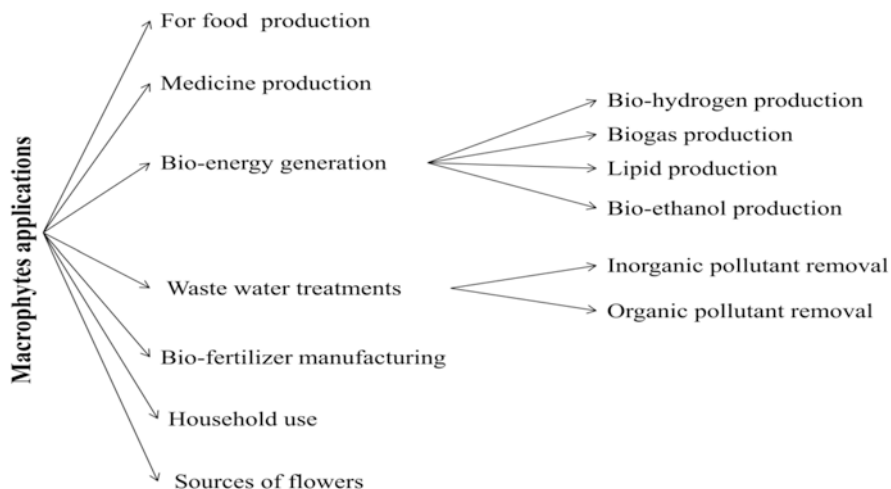 Macrophytes applications
For food production
Medicine production
Bio-energy generation
Bio-hydrogen production
Biogas production
Lipid production
Bio-ethanol production
Waste water treatments
Inorganic pollutant removal
Organic pollutant removal
Bio-fertilizer manufacturing
Household use
Sources of flowers